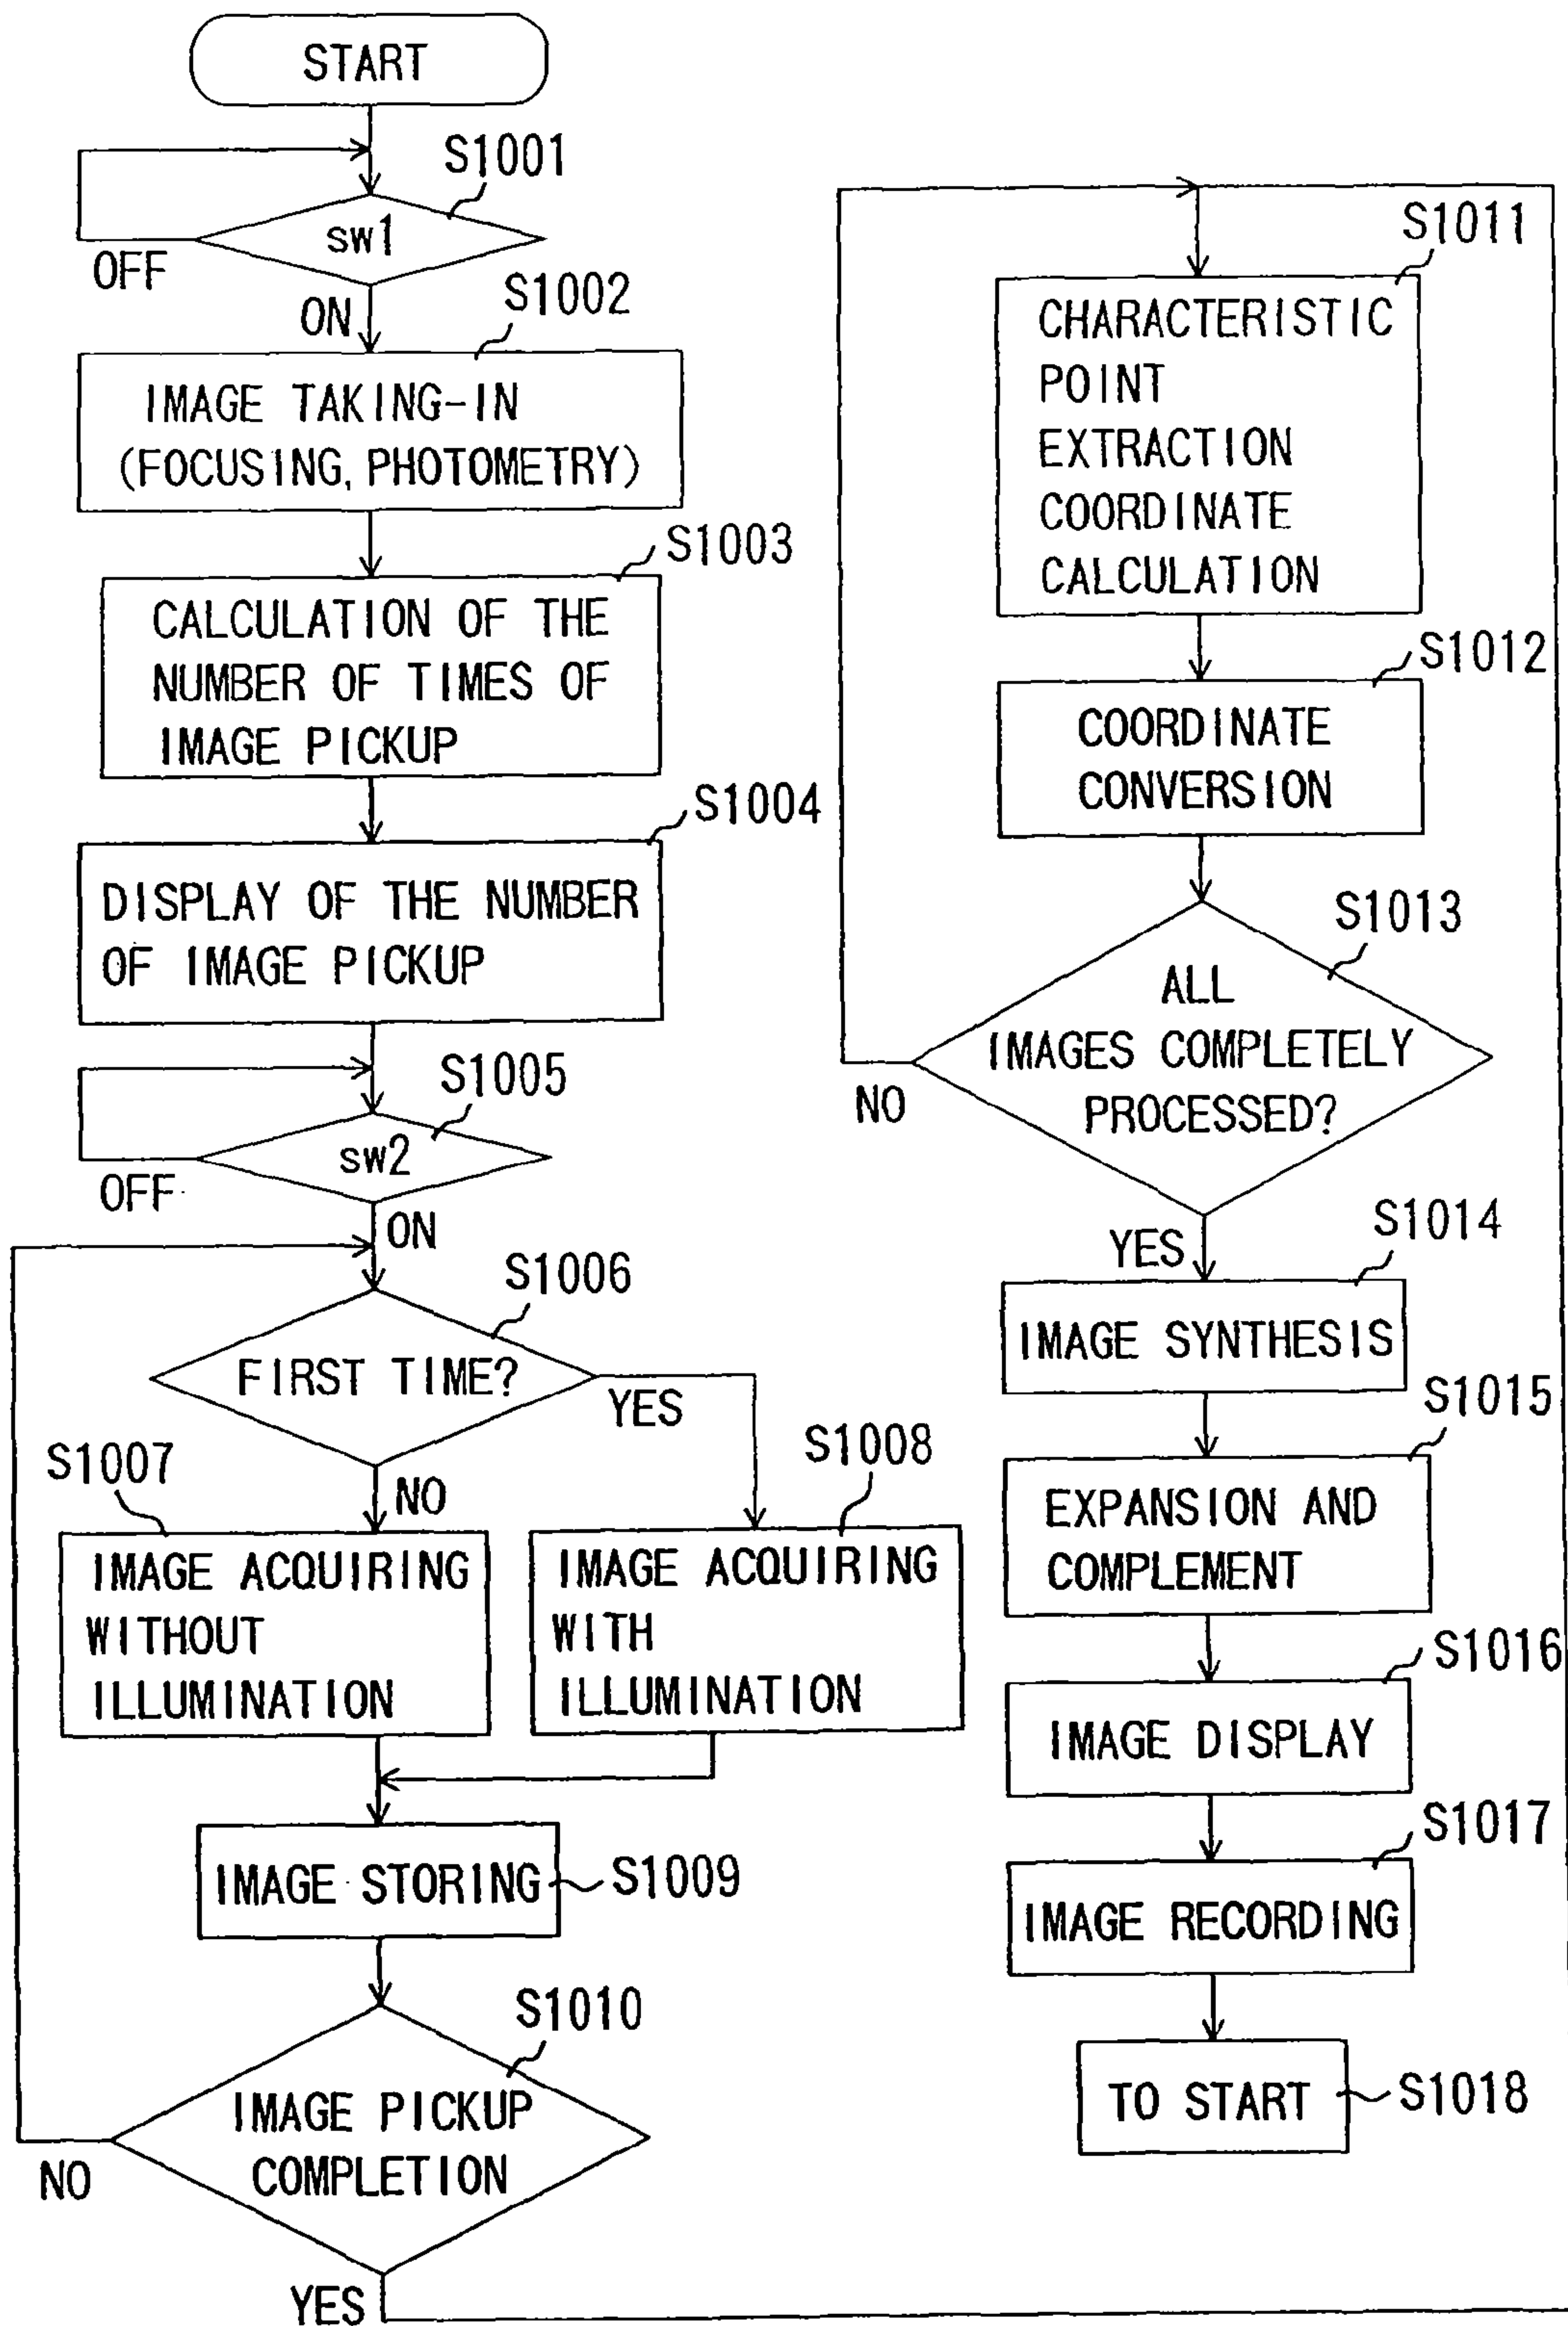 START
S1001
sw1
OFF
ON
S1002
IMAGE TAKING-IN
(FOCUSING, PHOTOMETRY)
S1003
CALCULATION OF THE
NUMBER OF TIMES OF
IMAGE PICKUP
S1004
DISPLAY OF THE NUMBER
OF IMAGE PICKUP
S1005
sw2
OFF
ON
S1006
FIRST TIME?
YES
NO
S1007
IMAGE ACQUIRING
WITHOUT
ILLUMINATION
S1008
IMAGE ACQUIRING
WITH
ILLUMINATION
IMAGE STORING
S1009
S1010
IMAGE PICKUP
COMPLETION
NO
YES
S1011
CHARACTERISTIC
POINT
EXTRACTION
COORDINATE
CALCULATION
S1012
COORDINATE
CONVERSION
S1013
ALL
IMAGES COMPLETELY
PROCESSED?
NO
YES
S1014
IMAGE SYNTHESIS
S1015
EXPANSION AND
COMPLEMENT
S1016
IMAGE DISPLAY
S1017
IMAGE RECORDING
TO START
S1018